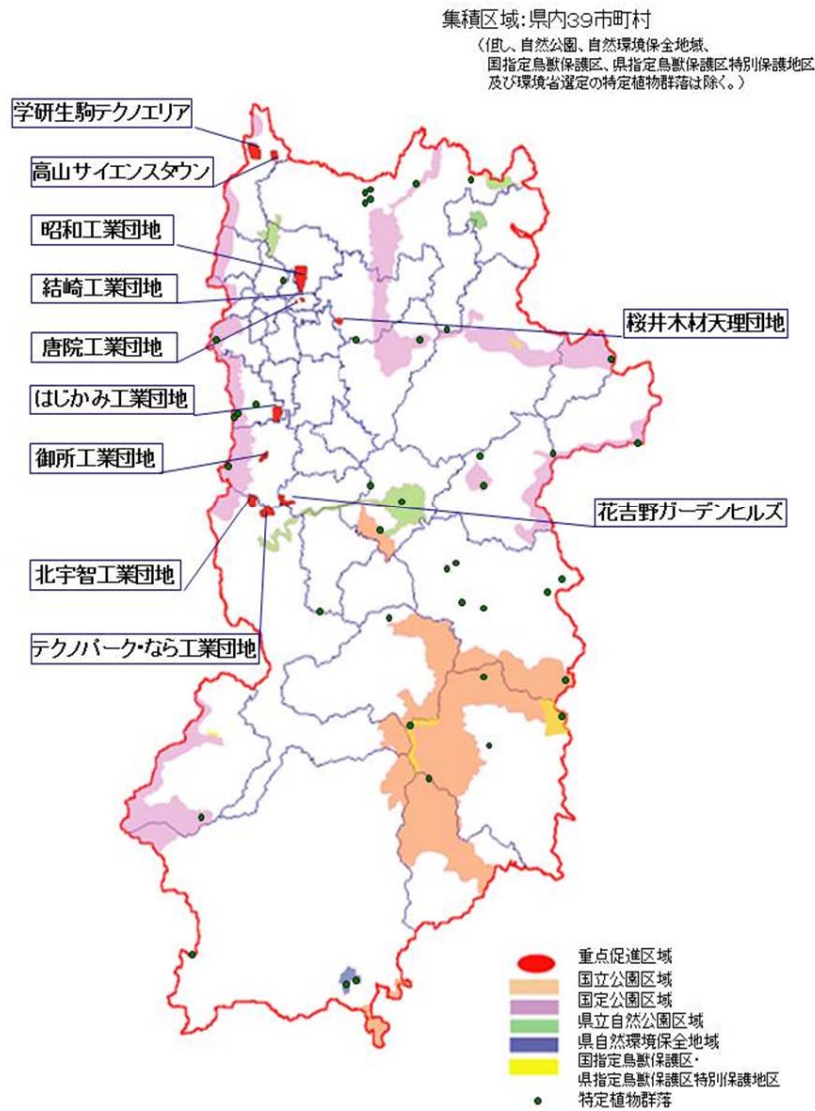 集積区域:県内39市町村
(但し、自然公園、自然環境保全地域、
国指定鳥獣保護区、県指定鳥獣保護区特別保護地区
及び環境省選定の特定植物群落は除く。)
学研生駒テクノエリア
高山サイエンスタウン
昭和工業団地
結崎工業団地
唐院工業団地
桜井木材天理団地
はじかみ工業団地
御所工業団地
花吉野ガーデンヒルズ
北宇智工業団地
テクノパーク・なら工業団地
重点促進区域
国立公園区域
国定公園区域
県立自然公園区域
県自然環境保全地域
国指定鳥獣保護区・
県指定鳥獣保護区特別保護地区
特定植物群落